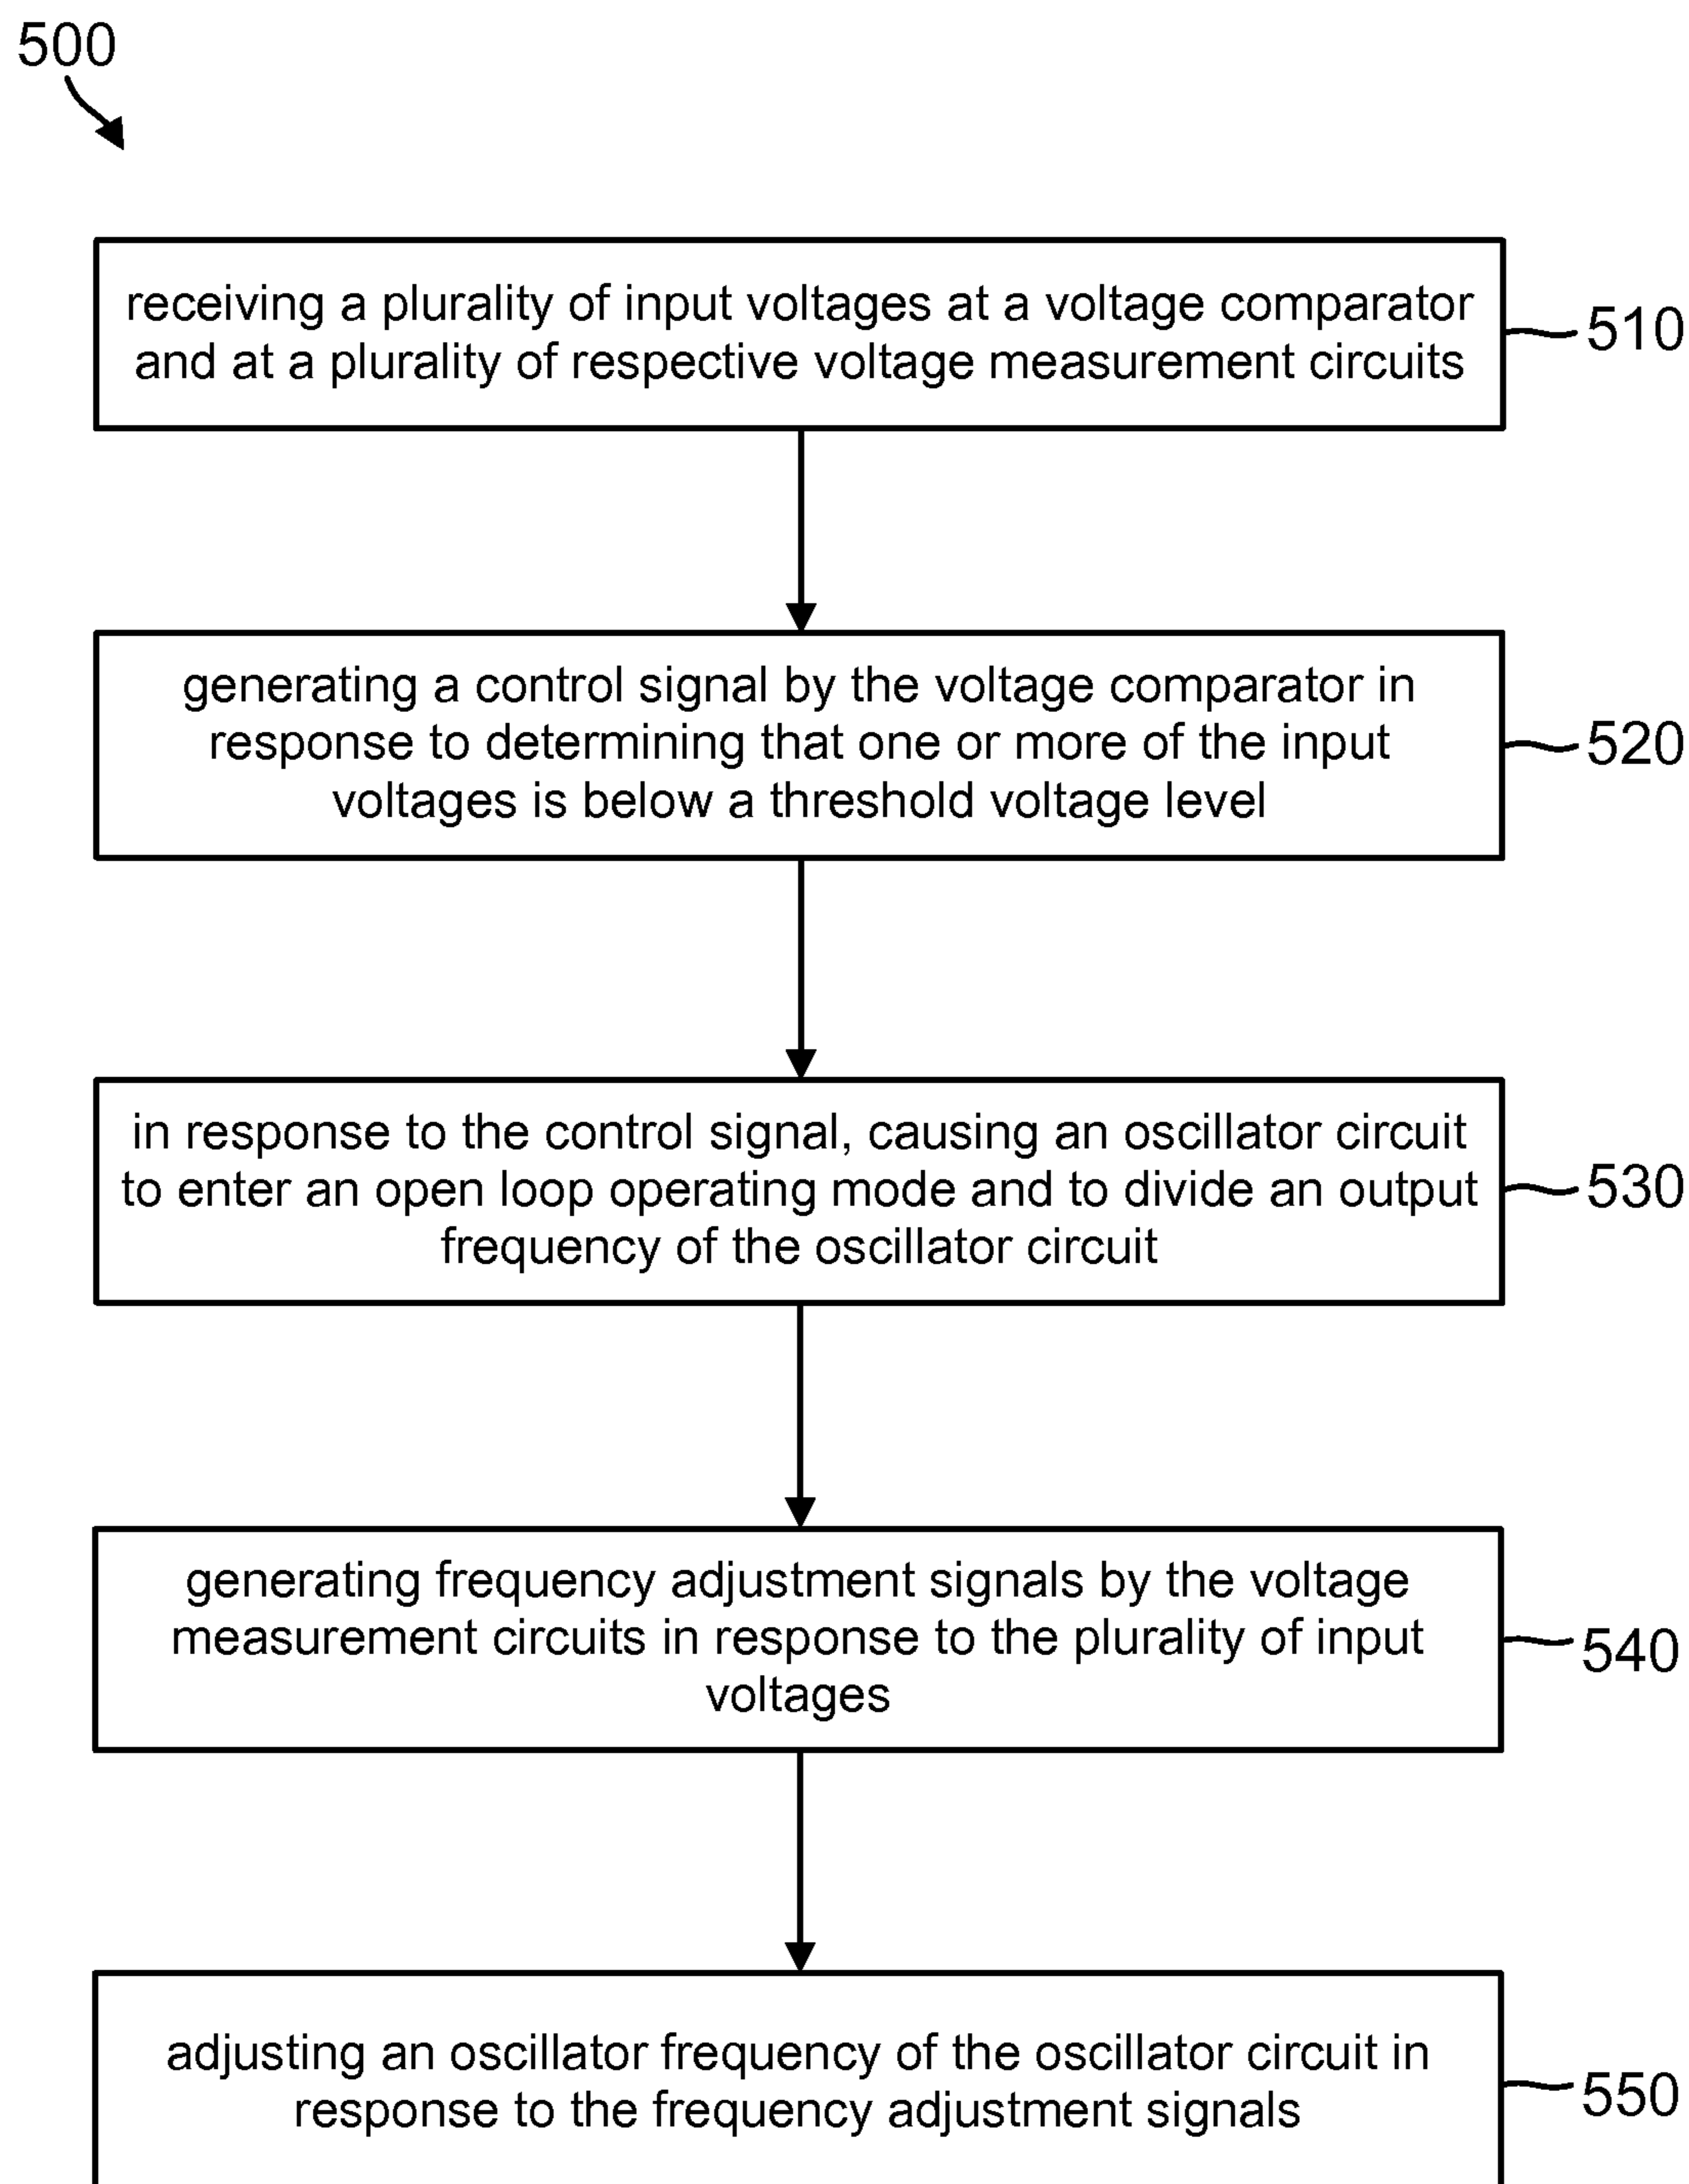 500
receiving a plurality of input voltages at a voltage comparator
and at a plurality of respective voltage measurement circuits
510
generating a control signal by the voltage comparator in
response to determining that one or more of the input
voltages is below a threshold voltage level
520
in response to the control signal, causing an oscillator circuit
to enter an open loop operating mode and to divide an output
frequency of the oscillator circuit
530
generating frequency adjustment signals by the voltage
measurement circuits in response to the plurality of input
voltages
540
adjusting an oscillator frequency of the oscillator circuit in
response to the frequency adjustment signals
550